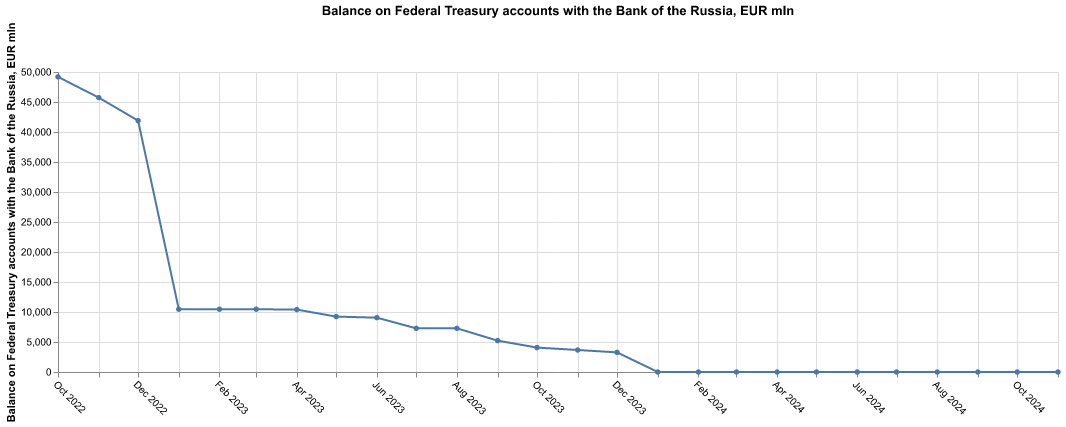 Balance on Federal Treasury accounts with the Bank of the Russia, EUR mln
Balance on Federal Treasury accounts with the Bank of the Russia, EUR mln
50,000
45,000
40,000
35,000
30,000
25,000
20,000
15,000
10,000
5,000
0
Oct 2022
Dec 2022
Feb 2023
Apr 2023
Jun 2023
Aug 2023
Oct 2023
Dec 2023
Feb 2024
Apr 2024
Jun 2024
Aug 2024
Oct 2024